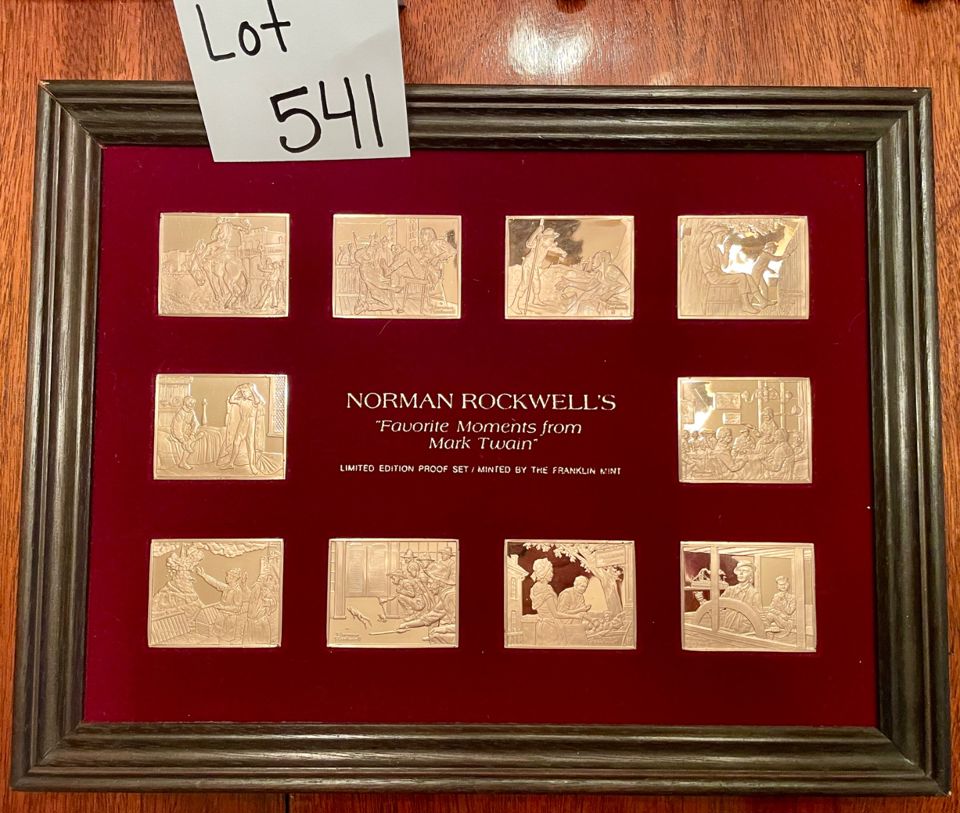 Lot
541
NORMAN ROCKWELL'S
"Favorite Moments from
Mark Twain"
LIMITED EDITION PROOF SET / MINTED BY THE FRANKLIN MINT